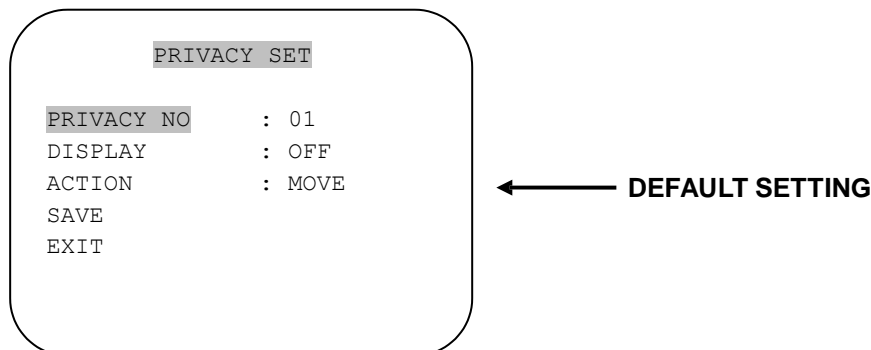 PRIVACY SET
PRIVACY NO : 01
DISPLAY : OFF
ACTION : MOVE
SAVE
EXIT
DEFAULT SETTING